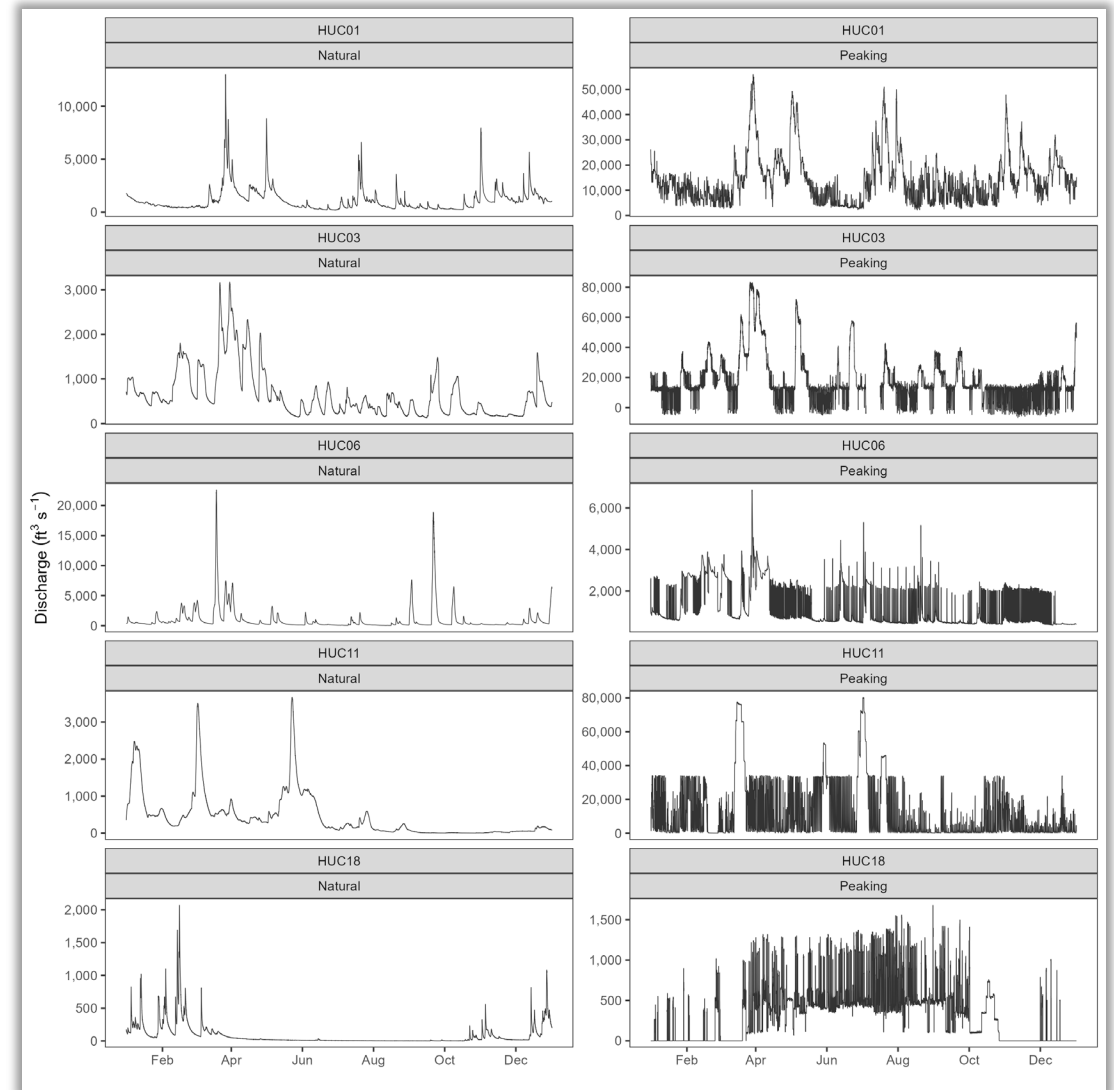 HUC01
Natural
10,000
5,000
0
HUC01
Peaking
50,000
40,000
30,000
20,000
10,000
0
HUC03
Natural
3,000
2,000
1,000
0
HUC03
Peaking
80,000
60,000
40,000
20,000
0
Discharge (ft³ s⁻¹)
HUC06
Natural
20,000
15,000
10,000
5,000
0
HUC06
Peaking
6,000
4,000
2,000
HUC11
Natural
3,000
2,000
1,000
0
HUC11
Peaking
80,000
60,000
40,000
20,000
0
HUC18
Natural
2,000
1,500
1,000
500
0
Feb Apr Jun Aug Oct Dec
HUC18
Peaking
1,500
1,000
500
0
Feb Apr Jun Aug Oct Dec